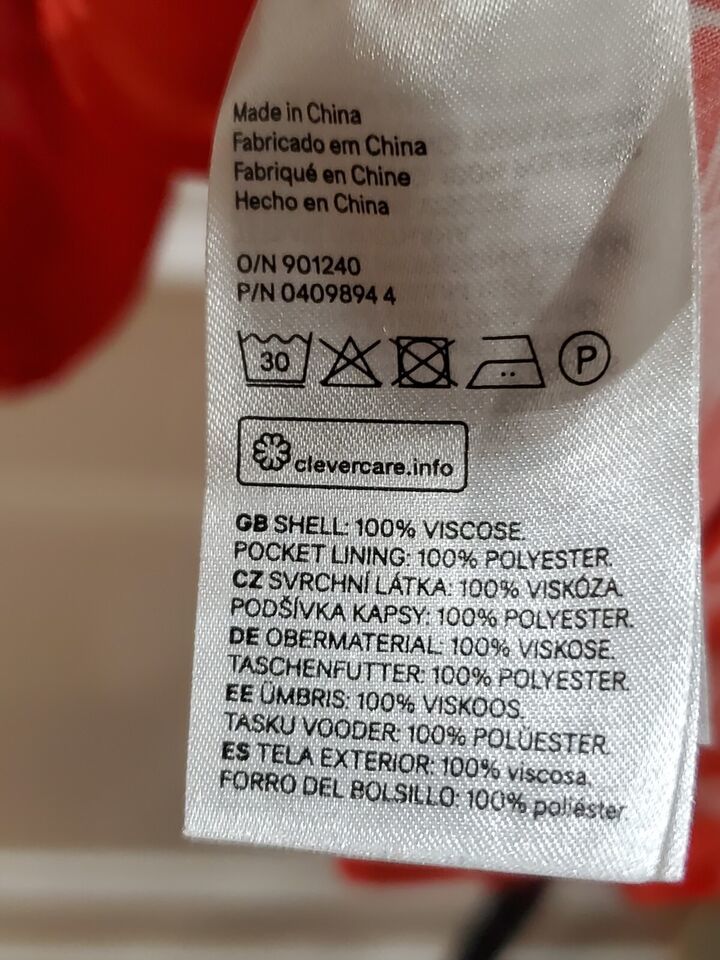 Made in China
Fabricado em China
Fabriqué en Chine
Hecho en China
O/N 901240
P/N 0409894 4
30
P
clevercare.info
GB SHELL: 100% VISCOSE.
POCKET LINING: 100% POLYESTER.
CZ SVRCHNÍ LÁTKA: 100% VISKÓZA.
PODŠÍVKA KAPSY: 100% POLYESTER.
DE OBERMATERIAL: 100% VISKOSE.
TASCHENFUTTER: 100% POLYESTER.
EE ÜMBRIS: 100% VISKOOS.
TASKU VOODER: 100% POLÜESTER.
ES TELA EXTERIOR: 100% viscosa.
FORRO DEL BOLSILLO: 100% poliéster